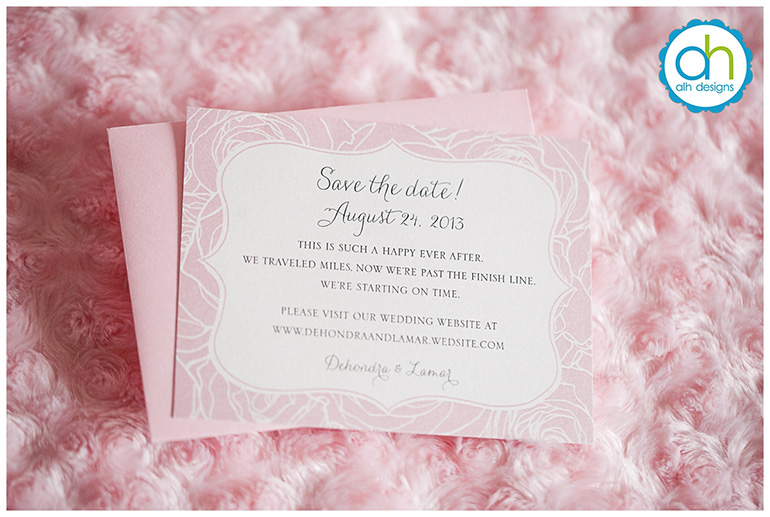 ah
alh designs
Save the date!
August 24, 2013
THIS IS SUCH A HAPPY EVER AFTER.
WE TRAVELED MILES, NOW WE'RE PAST THE FINISH LINE.
WE'RE STARTING ON TIME.
PLEASE VISIT OUR WEDDING WEBSITE AT
WWW.DEHONDRAANDLAMAR.WEDSITE.COM
Dehondra & Lamar